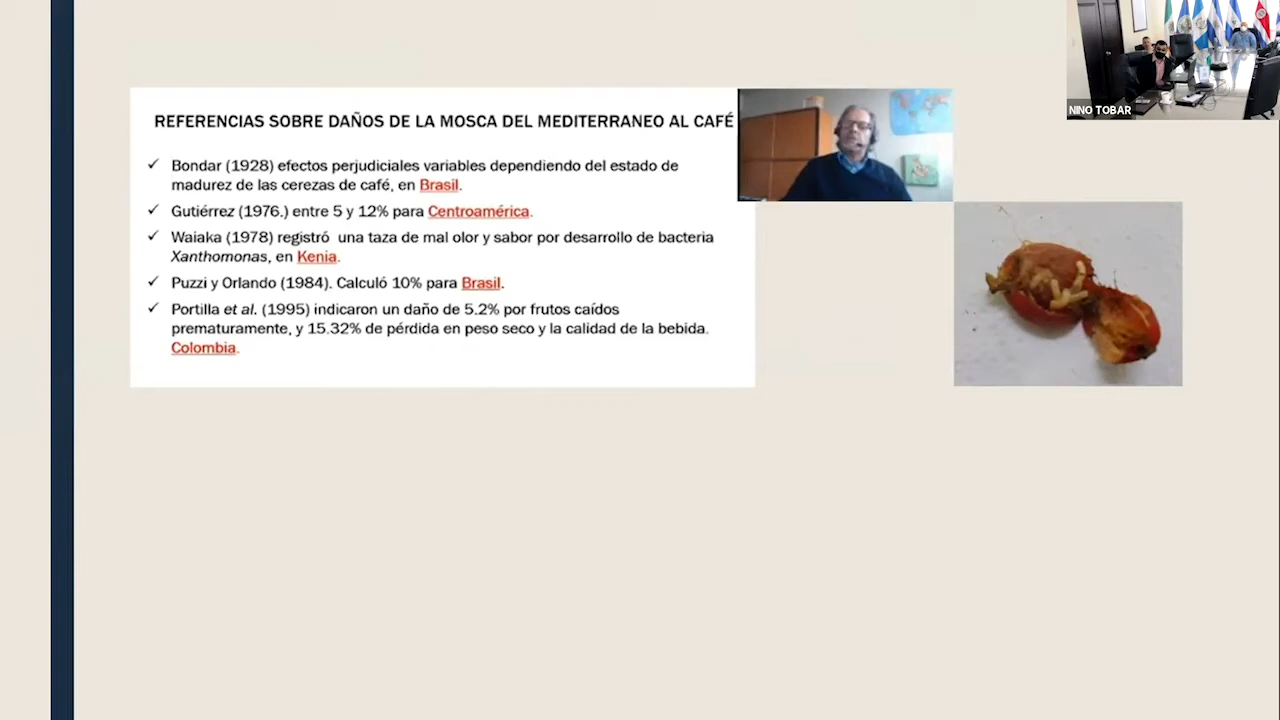 REFERENCIAS SOBRE DAÑOS DE LA MOSCA DEL MEDITERRANEO AL CAFÉ
✓ Bondar (1928) efectos perjudiciales variables dependiendo del estado de
madurez de las cerezas de café, en Brasil.
✓ Gutiérrez (1976.) entre 5 y 12% para Centroamérica.
✓ Waiaka (1978) registró una taza de mal olor y sabor por desarrollo de bacteria
Xanthomonas, en Kenia.
✓ Puzzi y Orlando (1984). Calculó 10% para Brasil.
✓ Portilla et al. (1995) indicaron un daño de 5.2% por frutos caídos
prematuramente, y 15.32% de pérdida en peso seco y la calidad de la bebida.
Colombia.
NINO TOBAR